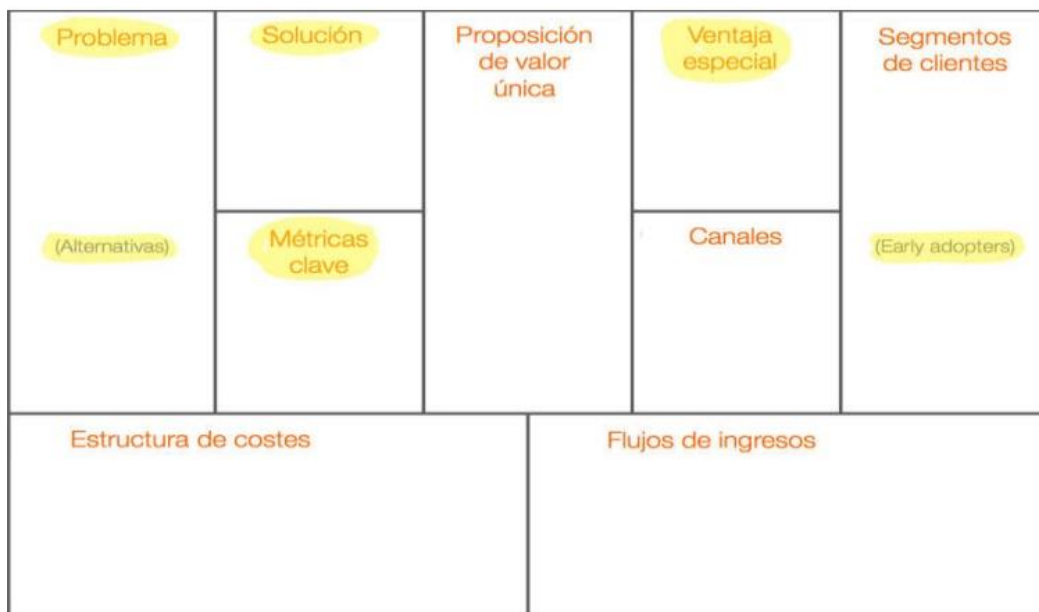 Problema
(Alternativas)
Solución
Métricas
clave
Proposición
de valor
única
Ventaja
especial
Canales
Segmentos
de clientes
(Early adopters)
Estructura de costes
Flujos de ingresos